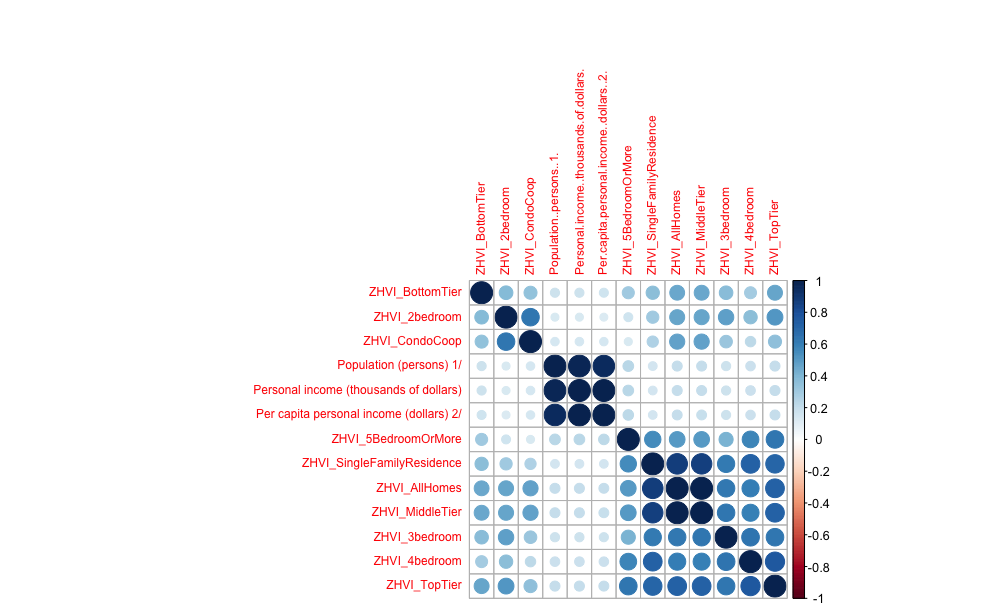 ZHVI_BottomTier
ZHVI_2bedroom
ZHVI_CondoCoop
Population..persons..1.
Personal.income..thousands.of.dollars.
Per.capita.personal.income..dollars..2.
ZHVI_5BedroomOrMore
ZHVI_SingleFamilyResidence
ZHVI_AllHomes
ZHVI_MiddleTier
ZHVI_3bedroom
ZHVI_4bedroom
ZHVI_TopTier
ZHVI_BottomTier
ZHVI_2bedroom
ZHVI_CondoCoop
Population (persons) 1/
Personal income (thousands of dollars)
Per capita personal income (dollars) 2/
ZHVI_5BedroomOrMore
ZHVI_SingleFamilyResidence
ZHVI_AllHomes
ZHVI_MiddleTier
ZHVI_3bedroom
ZHVI_4bedroom
ZHVI_TopTier
1
0.8
0.6
0.4
0.2
0
-0.2
-0.4
-0.6
-0.8
-1